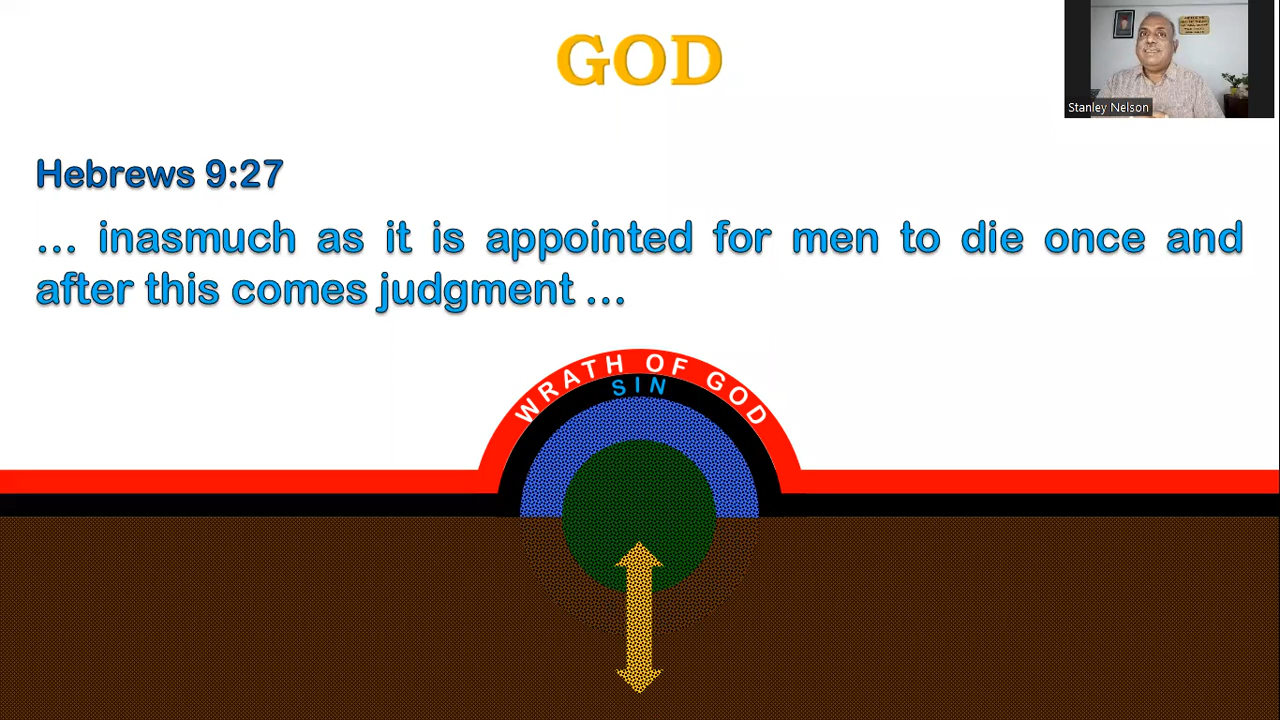 GOD
Stanley Nelson
Hebrews 9:27
... inasmuch as it is appointed for men to die once and
after this comes judgment ...
WRATH OF GOD
SIN